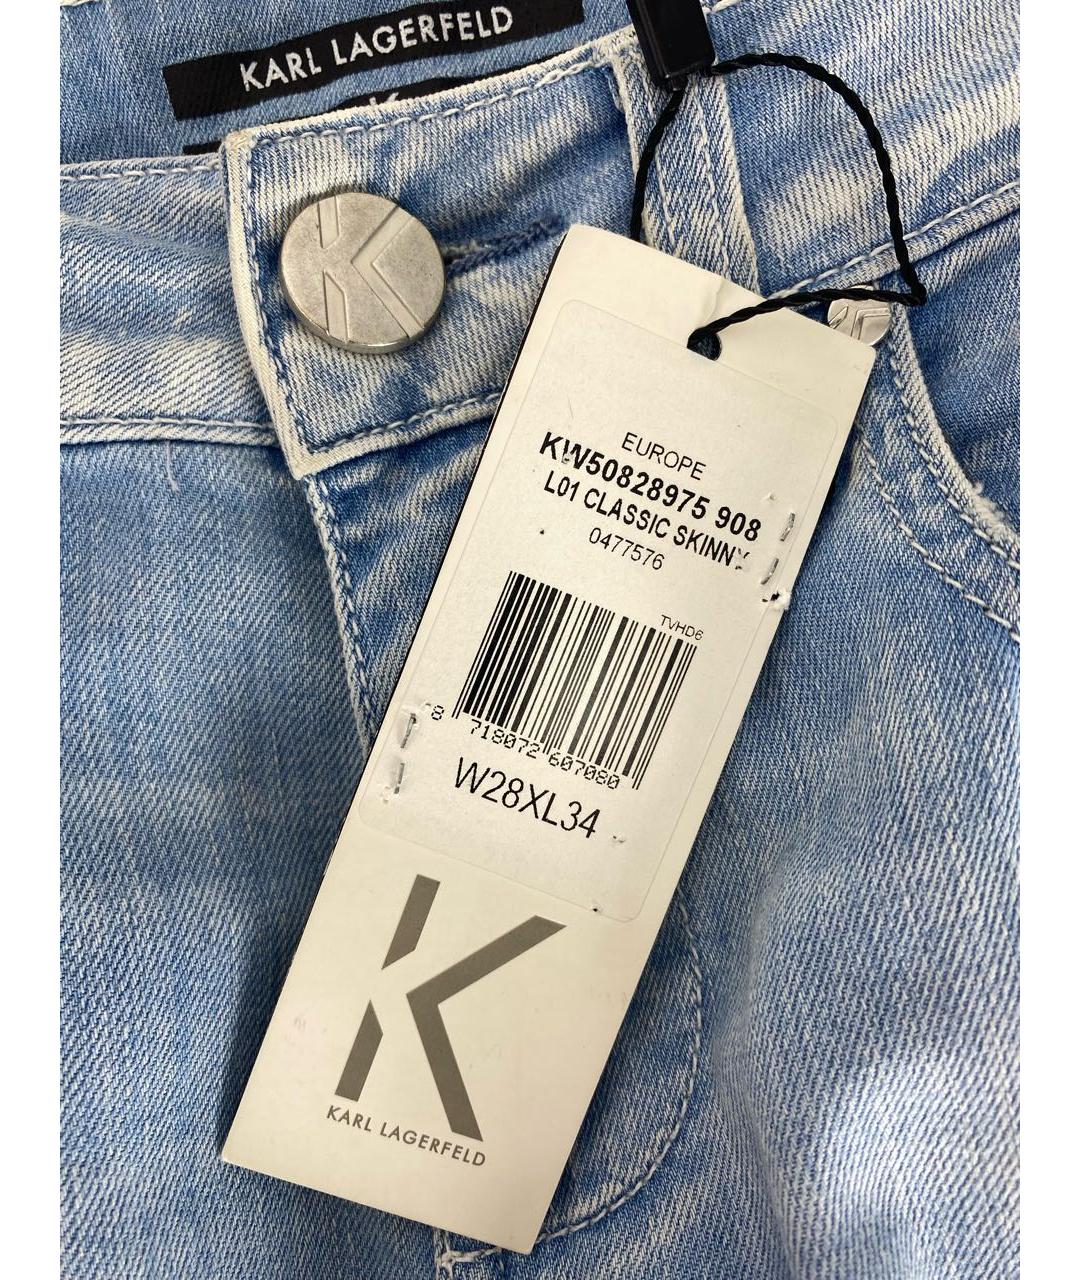 KARL LAGERFELD
EUROPE
KW50828975 908
L01 CLASSIC SKINNY
0477576
TVHD6
8 718072 607080
W28XL34
K
KARL LAGERFELD